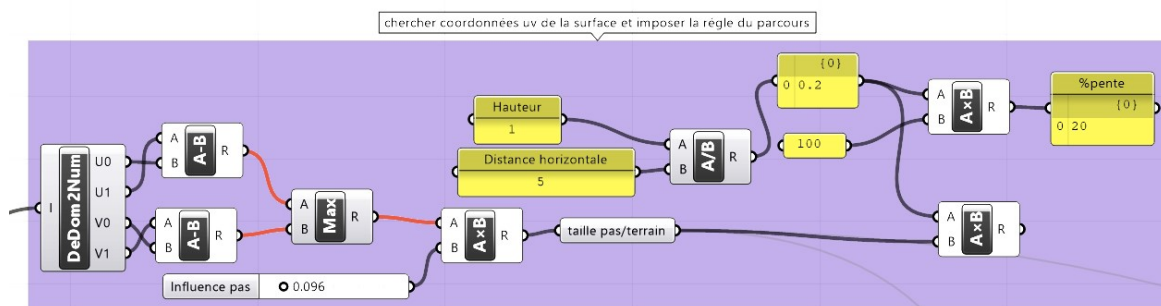 chercher coordonnées uv de la surface et imposer la régle du parcours
{0}
0 0.2
Hauteur
1
Distance horizontale
5
A
B
A/B
R
100
A
B
A×B
R
%pente
{0}
0 20
I
DeDom2Num
U0
U1
V0
V1
A
B
A-B
R
A
B
A-B
R
A
B
Max
R
A
B
A×B
R
taille pas/terrain
A
B
A×B
R
Influence pas
0.096